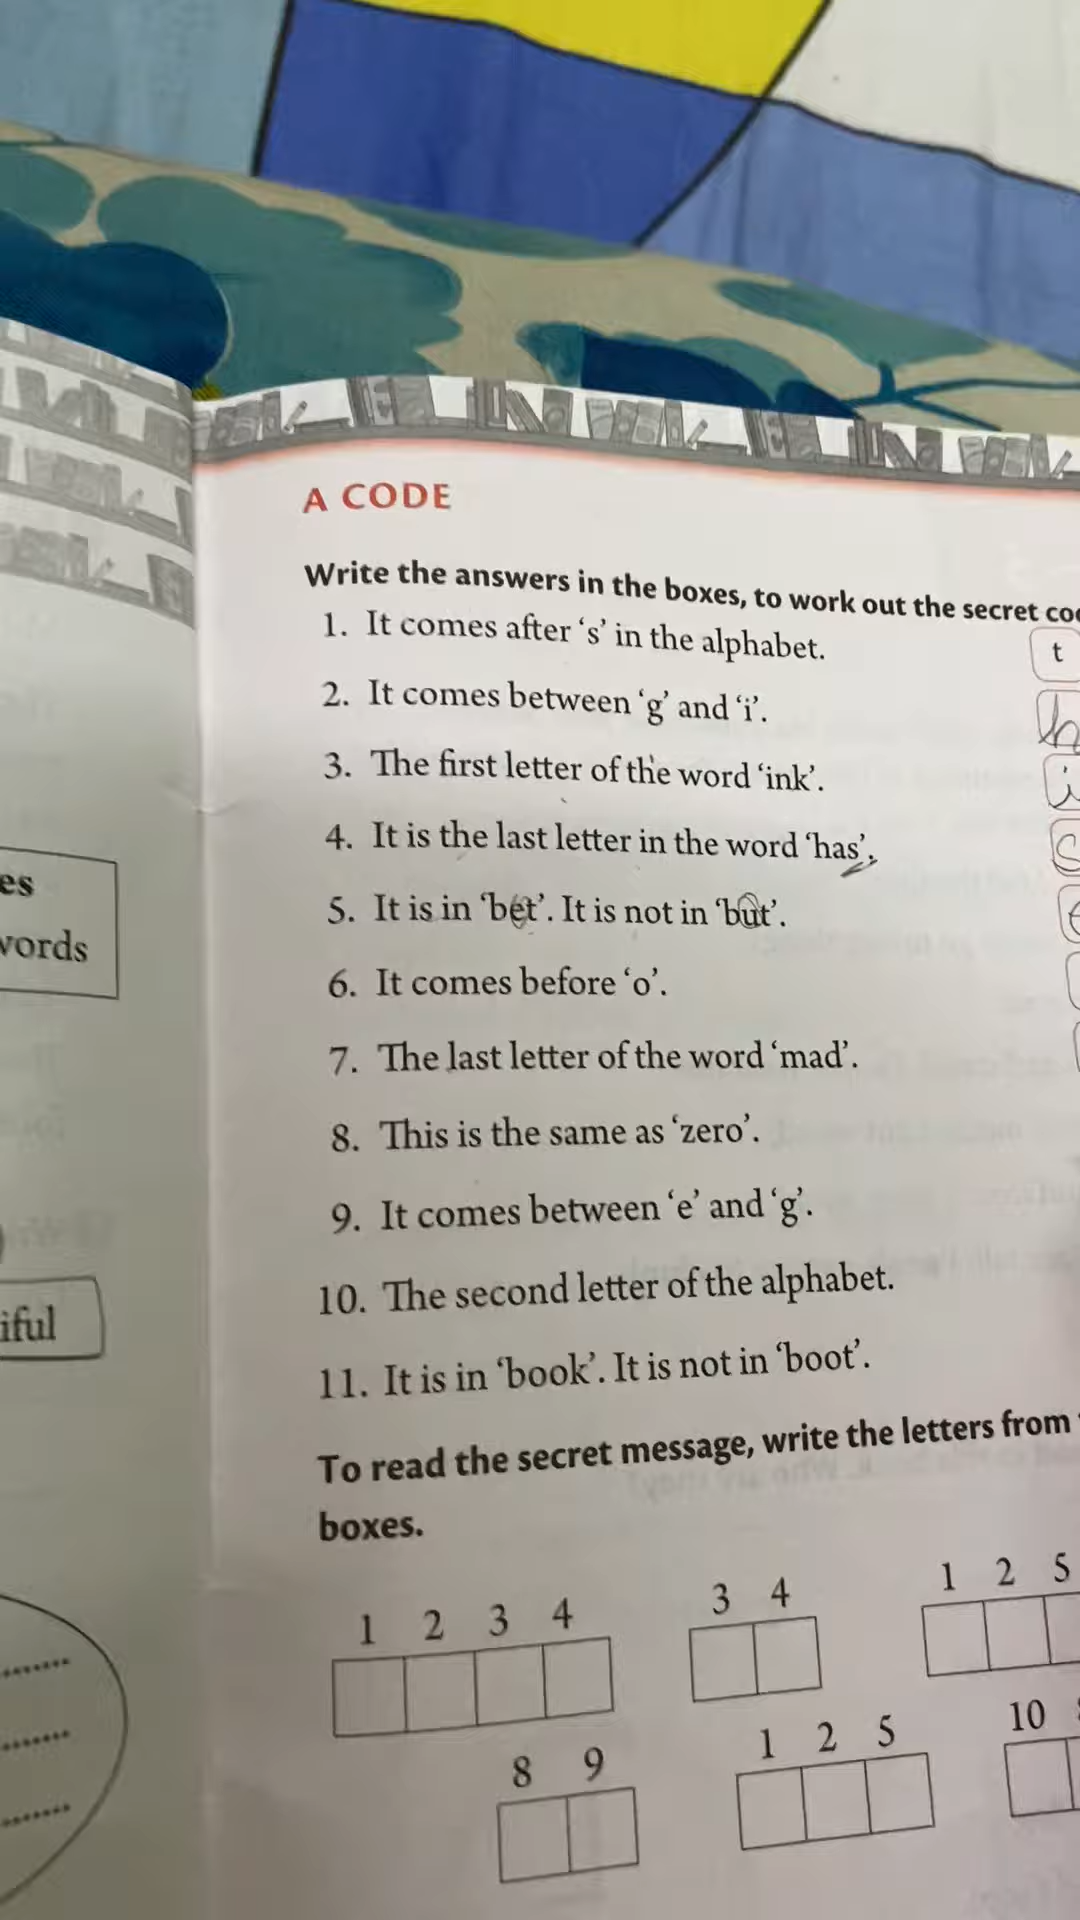 A CODE
Write the answers in the boxes, to work out the secret
1. It comes after ‘s’ in the alphabet.
t
2. It comes between ‘g’ and ‘i’.
h
3. The first letter of the word ‘ink’.
i
4. It is the last letter in the word ‘has’.
s
5. It is in ‘bet’. It is not in ‘but’.
6. It comes before ‘o’.
7. The last letter of the word ‘mad’.
8. This is the same as ‘zero’.
9. It comes between ‘e’ and ‘g’.
10. The second letter of the alphabet.
11. It is in ‘book’. It is not in ‘boot’.
To read the secret message, write the letters from
boxes.
1 2 3 4 3 4 1 2 5
8 9 1 2 5 10
es
words
iful